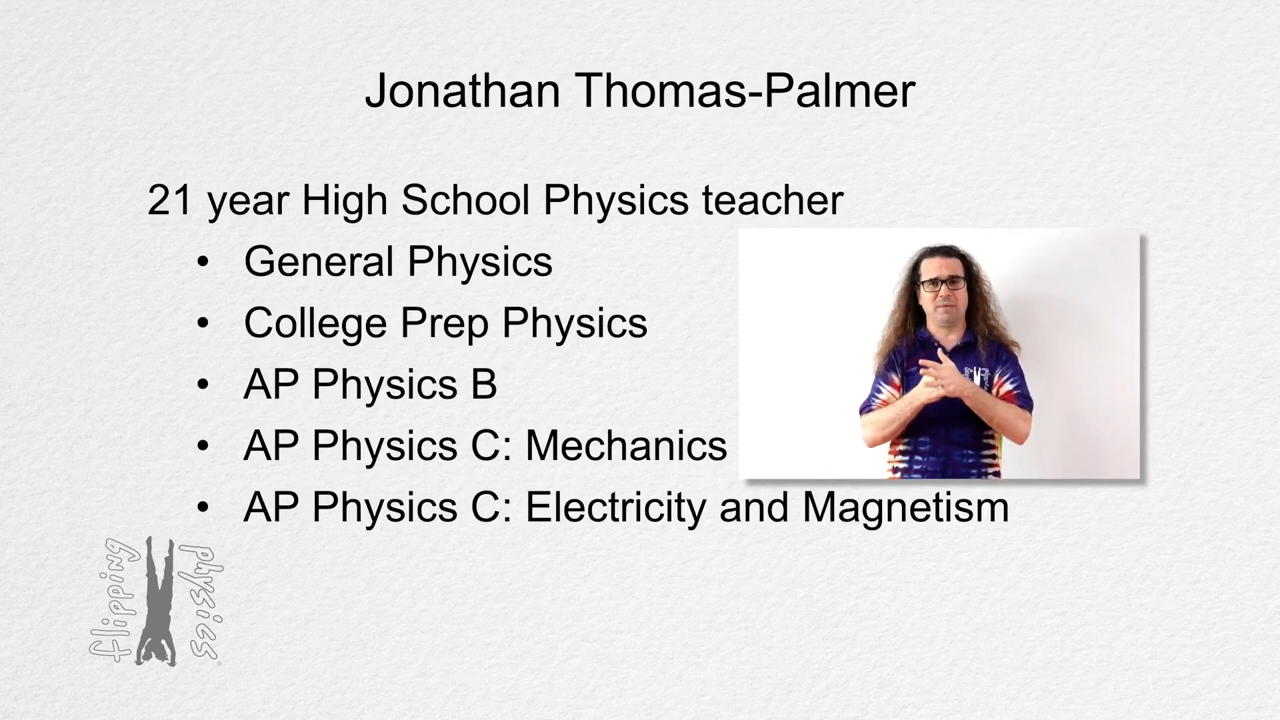 Jonathan Thomas-Palmer
21 year High School Physics teacher
• General Physics
• College Prep Physics
• AP Physics B
• AP Physics C: Mechanics
• AP Physics C: Electricity and Magnetism
flipping
physics